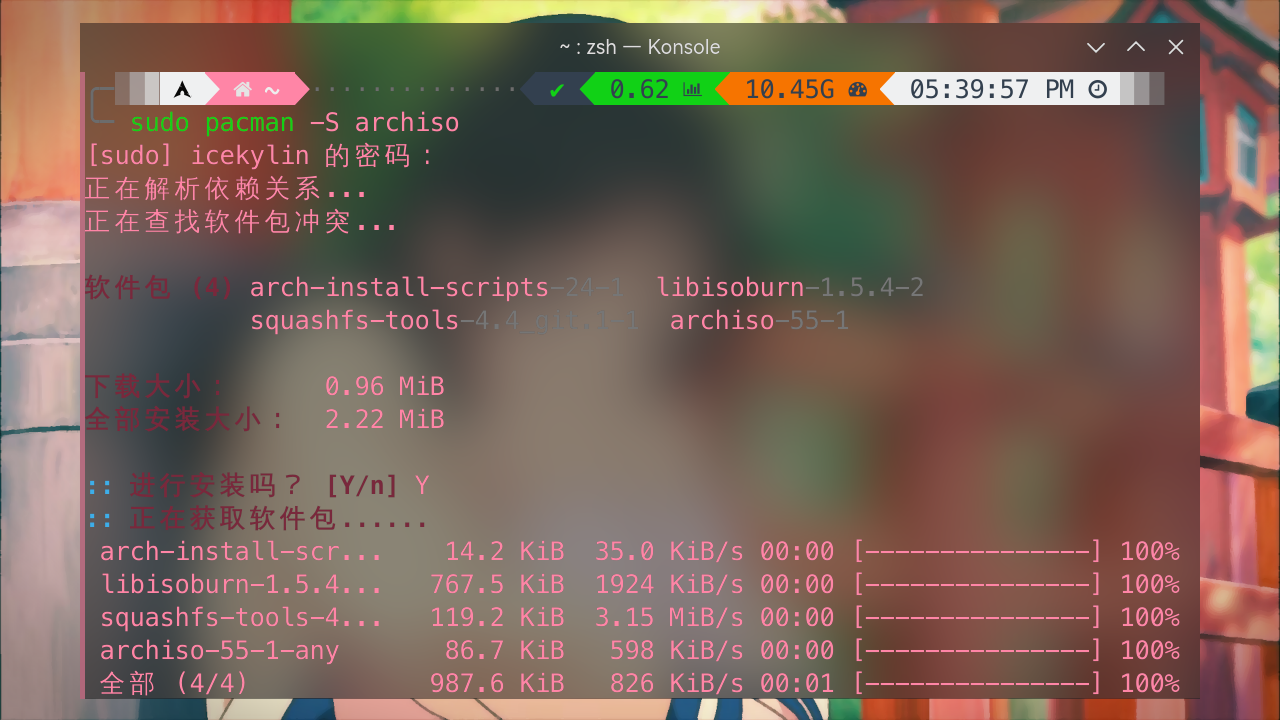 ~ : zsh — Konsole
~ ✔ 0.62 10.45G 05:39:57 PM
sudo pacman -S archiso
[sudo] icekylin 的密码：
正在解析依赖关系...
正在查找软件包冲突...
软件包 (4) arch-install-scripts-24-1 libisoburn-1.5.4-2
squashfs-tools-4.4_git.1-1 archiso-55-1
下载大小： 0.96 MiB
全部安装大小： 2.22 MiB
:: 进行安装吗？ [Y/n] Y
:: 正在获取软件包......
arch-install-scr... 14.2 KiB 35.0 KiB/s 00:00 [---------------] 100%
libisoburn-1.5.4... 767.5 KiB 1924 KiB/s 00:00 [---------------] 100%
squashfs-tools-4... 119.2 KiB 3.15 MiB/s 00:00 [---------------] 100%
archiso-55-1-any 86.7 KiB 598 KiB/s 00:00 [---------------] 100%
全部 (4/4) 987.6 KiB 826 KiB/s 00:01 [---------------] 100%